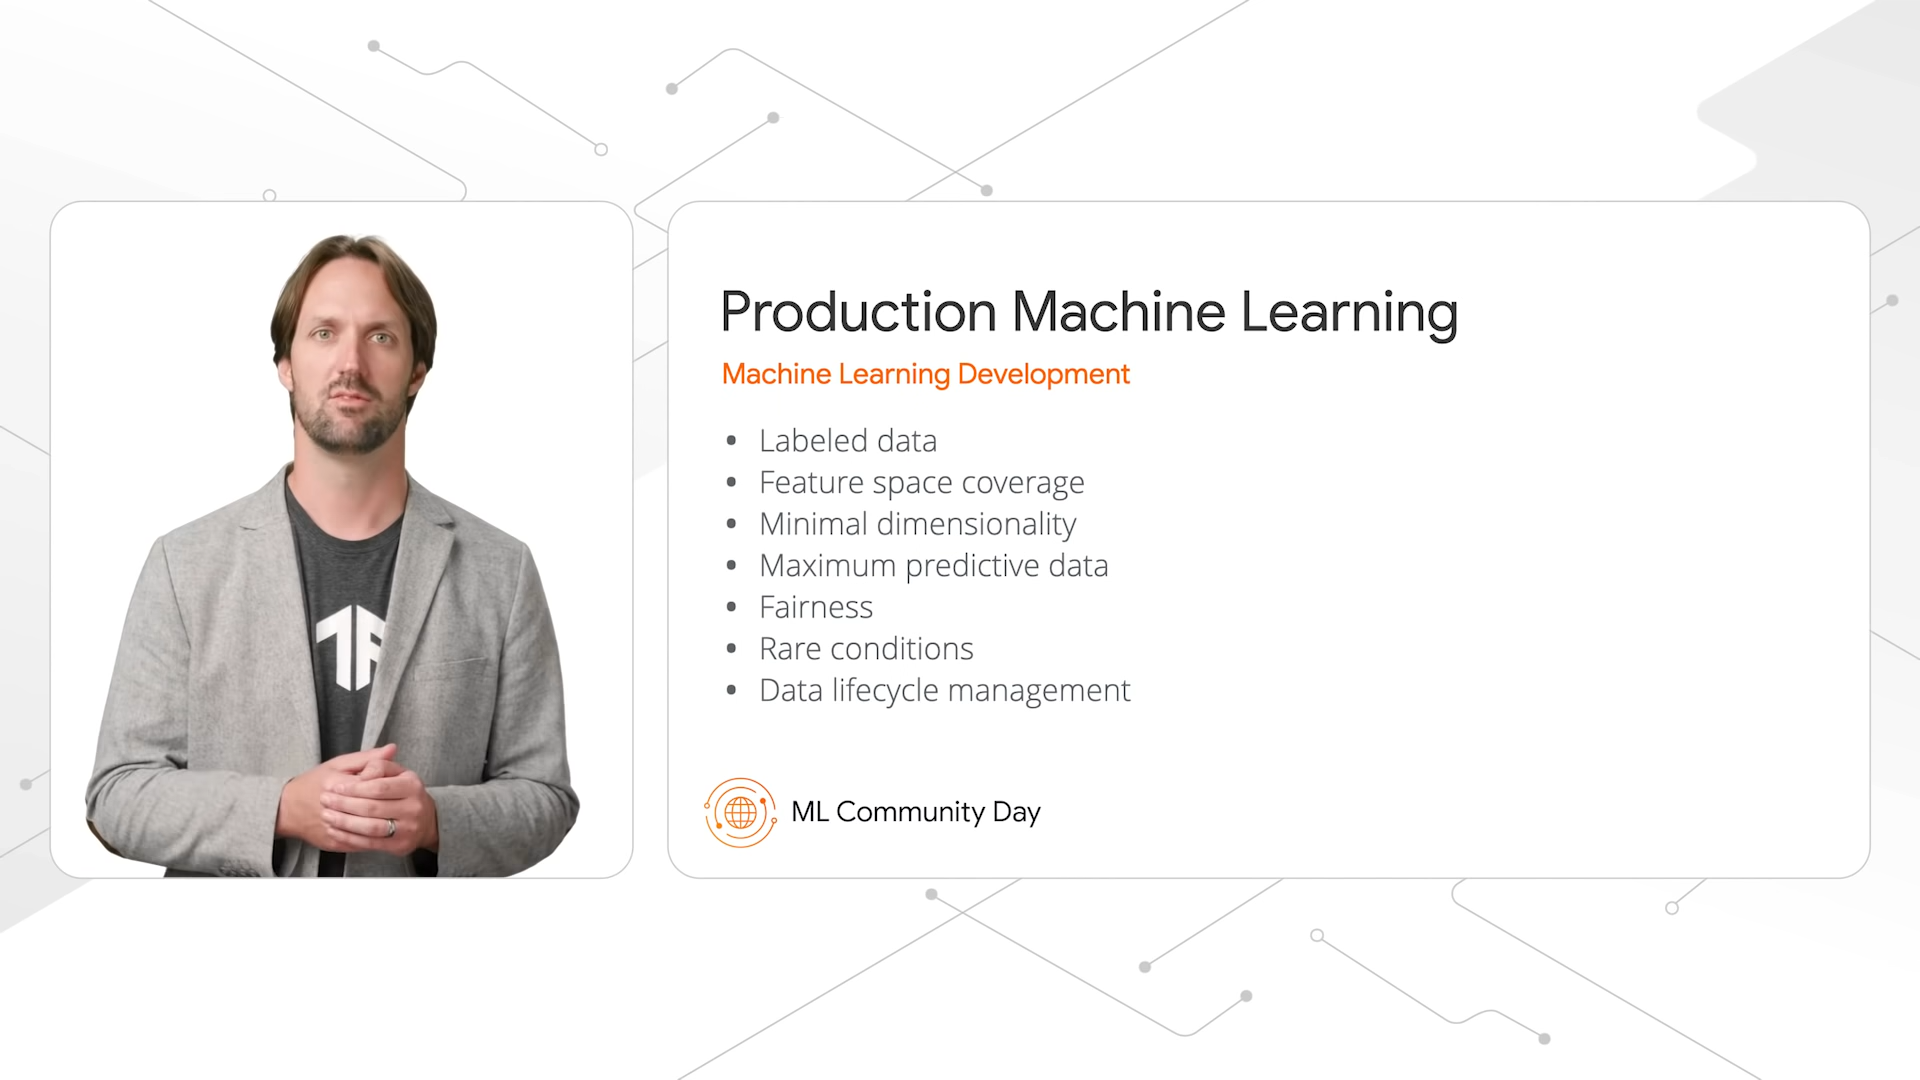 Production Machine Learning
Machine Learning Development
• Labeled data
• Feature space coverage
• Minimal dimensionality
• Maximum predictive data
• Fairness
• Rare conditions
• Data lifecycle management
ML Community Day